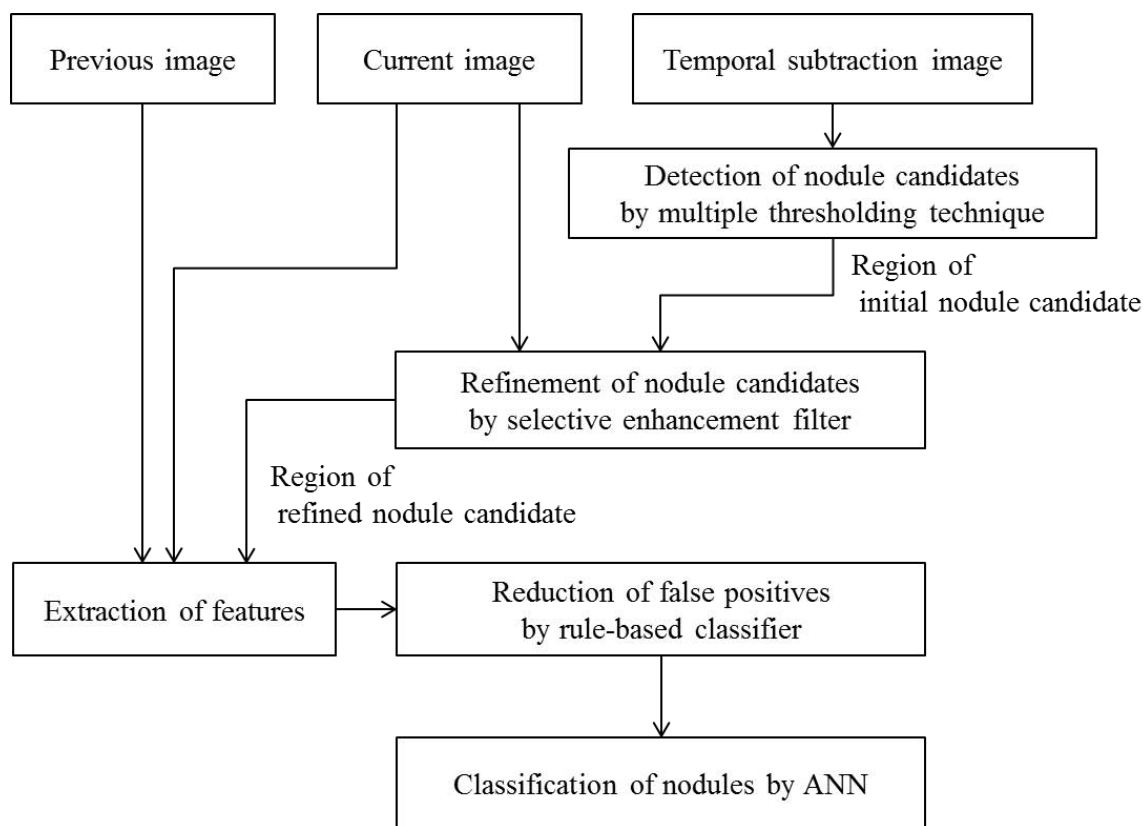 Previous image
Current image
Temporal subtraction image
Detection of nodule candidates
by multiple thresholding technique
Region of
initial nodule candidate
Refinement of nodule candidates
by selective enhancement filter
Region of
refined nodule candidate
Extraction of features
Reduction of false positives
by rule-based classifier
Classification of nodules by ANN